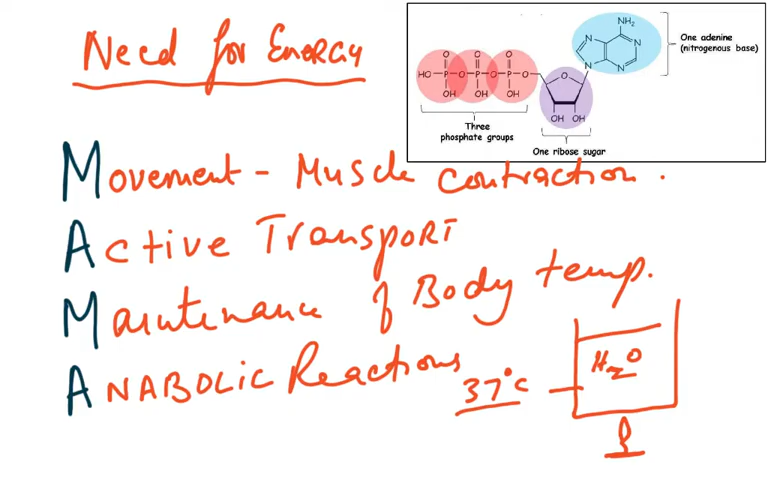 Need for Energy
NH₂
N
N
N
N
One adenine
(nitrogenous base)
O
O
O
HO
P
O
P
O
P
O
O
OH
OH
OH
OH
OH
Three
phosphate groups
One ribose sugar
Movement - Muscle contraction.
Active Transport
Maintenance of Body temp.
Anabolic Reactions
37°C
H₂O